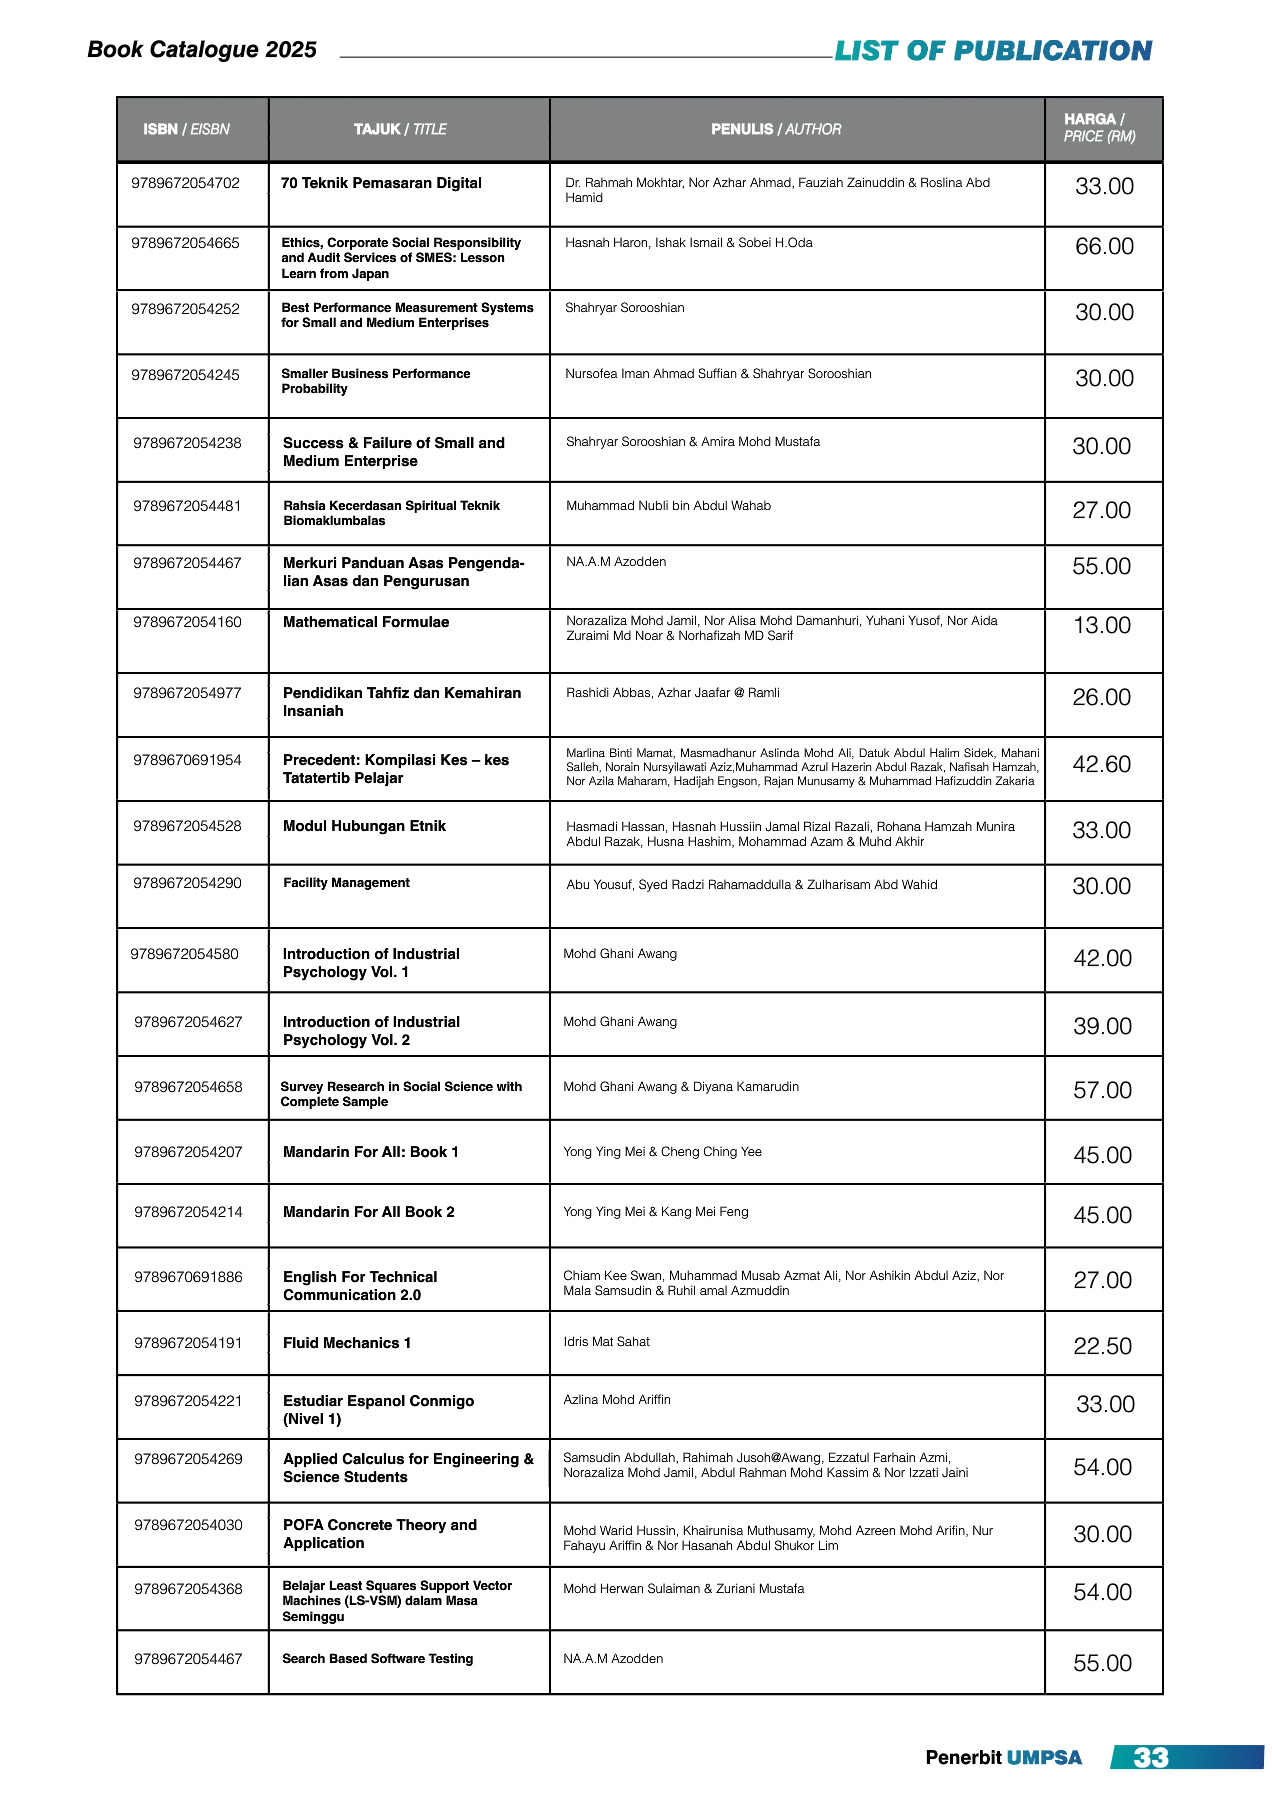 Book Catalogue 2025
LIST OF PUBLICATION
ISBN / EISBN
TAJUK / TITLE
PENULIS / AUTHOR
HARGA /
PRICE (RM)
9789672054702
70 Teknik Pemasaran Digital
Dr. Rahmah Mokhtar, Nor Azhar Ahmad, Fauziah Zainuddin & Roslina Abd
Hamid
33.00
9789672054665
Ethics, Corporate Social Responsibility
and Audit Services of SMES: Lesson
Learn from Japan
Hasnah Haron, Ishak Ismail & Sobei H.Oda
66.00
9789672054252
Best Performance Measurement Systems
for Small and Medium Enterprises
Shahryar Sorooshian
30.00
9789672054245
Smaller Business Performance
Probability
Nursofea Iman Ahmad Suffian & Shahryar Sorooshian
30.00
9789672054238
Success & Failure of Small and
Medium Enterprise
Shahryar Sorooshian & Amira Mohd Mustafa
30.00
9789672054481
Rahsia Kecerdasan Spiritual Teknik
Biomaklumbalas
Muhammad Nubli bin Abdul Wahab
27.00
9789672054467
Merkuri Panduan Asas Pengenda-
lian Asas dan Pengurusan
NA.A.M Azodden
55.00
9789672054160
Mathematical Formulae
Norazaliza Mohd Jamil, Nor Alisa Mohd Damanhuri, Yuhani Yusof, Nor Aida
Zuraimi Md Noar & Norhafizah MD Sarif
13.00
9789672054977
Pendidikan Tahfiz dan Kemahiran
Insaniah
Rashidi Abbas, Azhar Jaafar @ Ramli
26.00
9789670691954
Precedent: Kompilasi Kes – kes
Tatatertib Pelajar
Marlina Binti Mamat, Masmadhanur Aslinda Mohd Ali, Datuk Abdul Halim Sidek, Mahani
Salleh, Norain Nursyilawati Aziz,Muhammad Azrul Hazerin Abdul Razak, Nafisah Hamzah,
Nor Azila Maharam, Hadijah Engson, Rajan Munusamy & Muhammad Hafizuddin Zakaria
42.60
9789672054528
Modul Hubungan Etnik
Hasmadi Hassan, Hasnah Hussiin Jamal Rizal Razali, Rohana Hamzah Munira
Abdul Razak, Husna Hashim, Mohammad Azam & Muhd Akhir
33.00
9789672054290
Facility Management
Abu Yousuf, Syed Radzi Rahamaddulla & Zulharisam Abd Wahid
30.00
9789672054580
Introduction of Industrial
Psychology Vol. 1
Mohd Ghani Awang
42.00
9789672054627
Introduction of Industrial
Psychology Vol. 2
Mohd Ghani Awang
39.00
9789672054658
Survey Research in Social Science with
Complete Sample
Mohd Ghani Awang & Diyana Kamarudin
57.00
9789672054207
Mandarin For All: Book 1
Yong Ying Mei & Cheng Ching Yee
45.00
9789672054214
Mandarin For All Book 2
Yong Ying Mei & Kang Mei Feng
45.00
9789670691886
English For Technical
Communication 2.0
Chiam Kee Swan, Muhammad Musab Azmat Ali, Nor Ashikin Abdul Aziz, Nor
Mala Samsudin & Ruhil amal Azmuddin
27.00
9789672054191
Fluid Mechanics 1
Idris Mat Sahat
22.50
9789672054221
Estudiar Espanol Conmigo
(Nivel 1)
Azlina Mohd Ariffin
33.00
9789672054269
Applied Calculus for Engineering &
Science Students
Samsudin Abdullah, Rahimah Jusoh@Awang, Ezzatul Farhain Azmi,
Norazaliza Mohd Jamil, Abdul Rahman Mohd Kassim & Nor Izzati Jaini
54.00
9789672054030
POFA Concrete Theory and
Application
Mohd Warid Hussin, Khairunisa Muthusamy, Mohd Azreen Mohd Arifin, Nur
Fahayu Ariffin & Nor Hasanah Abdul Shukor Lim
30.00
9789672054368
Belajar Least Squares Support Vector
Machines (LS-VSM) dalam Masa
Seminggu
Mohd Herwan Sulaiman & Zuriani Mustafa
54.00
9789672054467
Search Based Software Testing
NA.A.M Azodden
55.00
Penerbit UMPSA
33